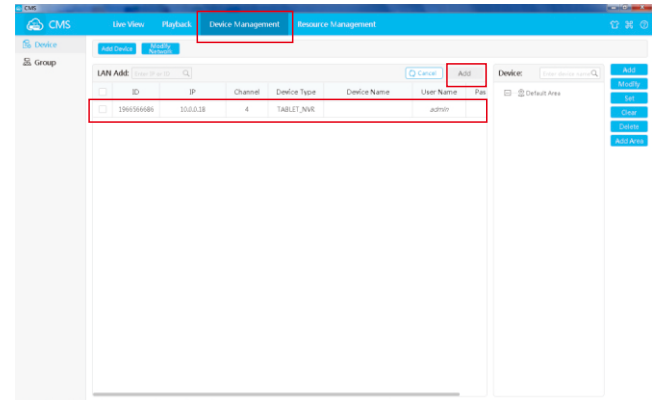 CMS
CMS Live View Playback Device Management Resource Management
Device
Group
Add Device Modify Network
LAN Add: Cancel Add
ID IP Channel Device Type Device Name User Name Pas
1966566686 10.0.0.18 4 TABLET_NVR admin
Device:
Default Area
Add
Modify
Set
Clear
Delete
Add Area